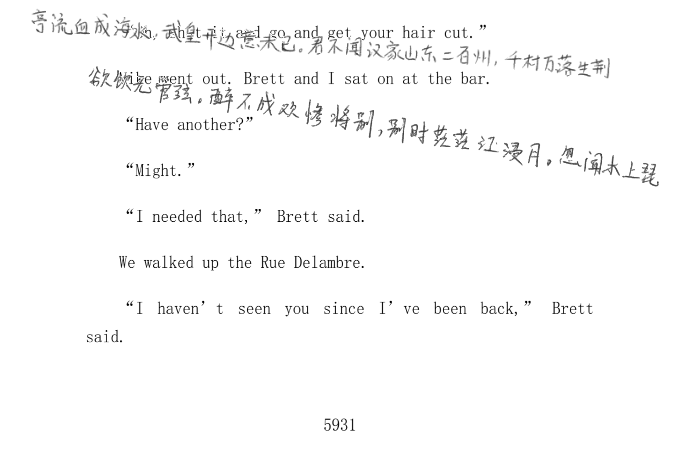 亭流血成海水，武皇开边意未已。君不闻汉家山东二百州，千村万落生荆
and go and get your hair cut.”
went out. Brett and I sat on at the bar.
欲饮无管弦。醉不成欢惨将别，别时茫茫江浸月。忽闻水上琵
“Have another?”
“Might.”
“I needed that,” Brett said.
We walked up the Rue Delambre.
“I haven’t seen you since I’ve been back,” Brett
said.
5931